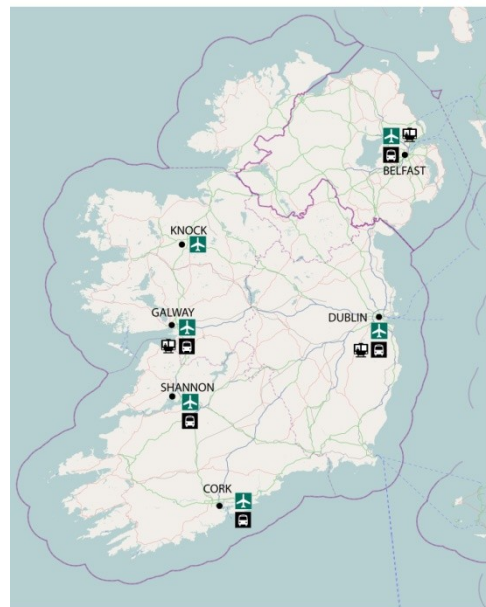 BELFAST
KNOCK
GALWAY
DUBLIN
SHANNON
CORK